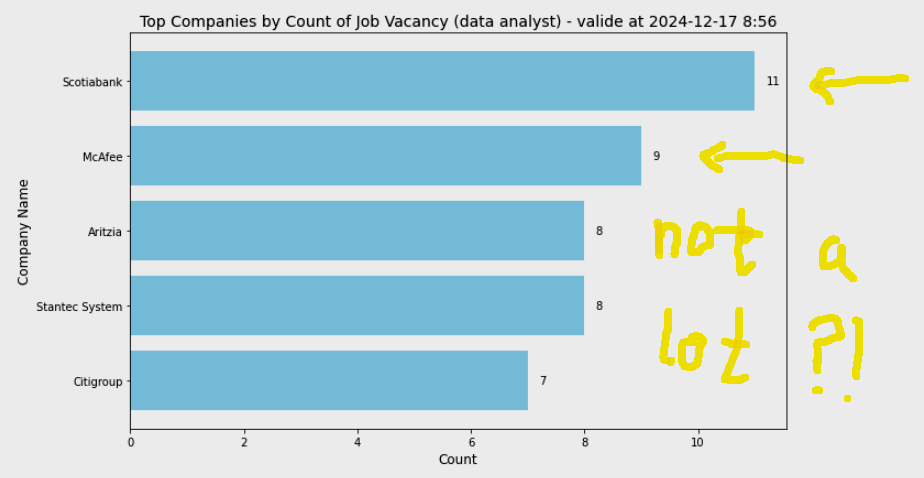 Top Companies by Count of Job Vacancy (data analyst) - valide at 2024-12-17 8:56
Company Name
Scotiabank 11
McAfee 9
Aritzia 8
Stantec System 8
Citigroup 7
0 2 4 6 8 10
Count
not a
lot ?!